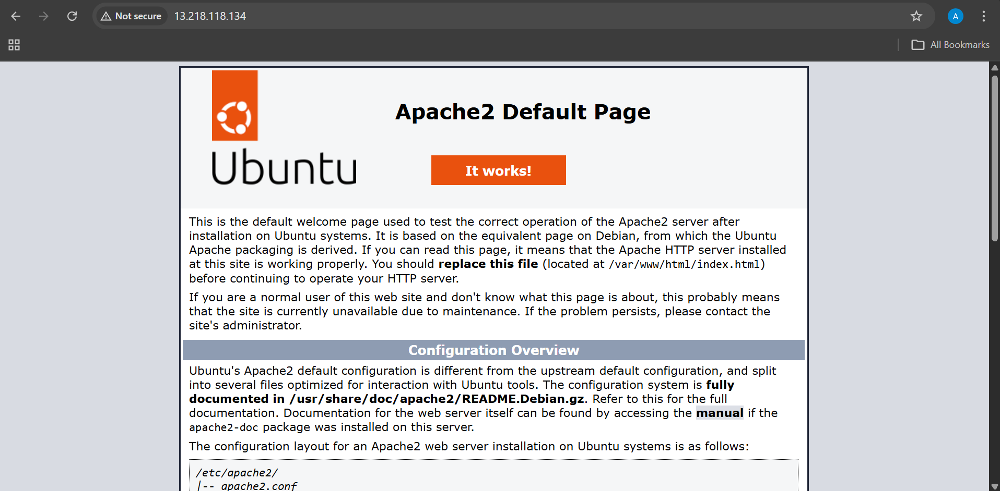 Not secure 13.218.118.134
A
All Bookmarks
Apache2 Default Page
Ubuntu
It works!
This is the default welcome page used to test the correct operation of the Apache2 server after
installation on Ubuntu systems. It is based on the equivalent page on Debian, from which the Ubuntu
Apache packaging is derived. If you can read this page, it means that the Apache HTTP server installed
at this site is working properly. You should replace this file (located at /var/www/html/index.html)
before continuing to operate your HTTP server.
If you are a normal user of this web site and don't know what this page is about, this probably means
that the site is currently unavailable due to maintenance. If the problem persists, please contact the
site's administrator.
Configuration Overview
Ubuntu's Apache2 default configuration is different from the upstream default configuration, and split
into several files optimized for interaction with Ubuntu tools. The configuration system is fully
documented in /usr/share/doc/apache2/README.Debian.gz. Refer to this for the full
documentation. Documentation for the web server itself can be found by accessing the manual if the
apache2-doc package was installed on this server.
The configuration layout for an Apache2 web server installation on Ubuntu systems is as follows:
/etc/apache2/
|-- apache2.conf